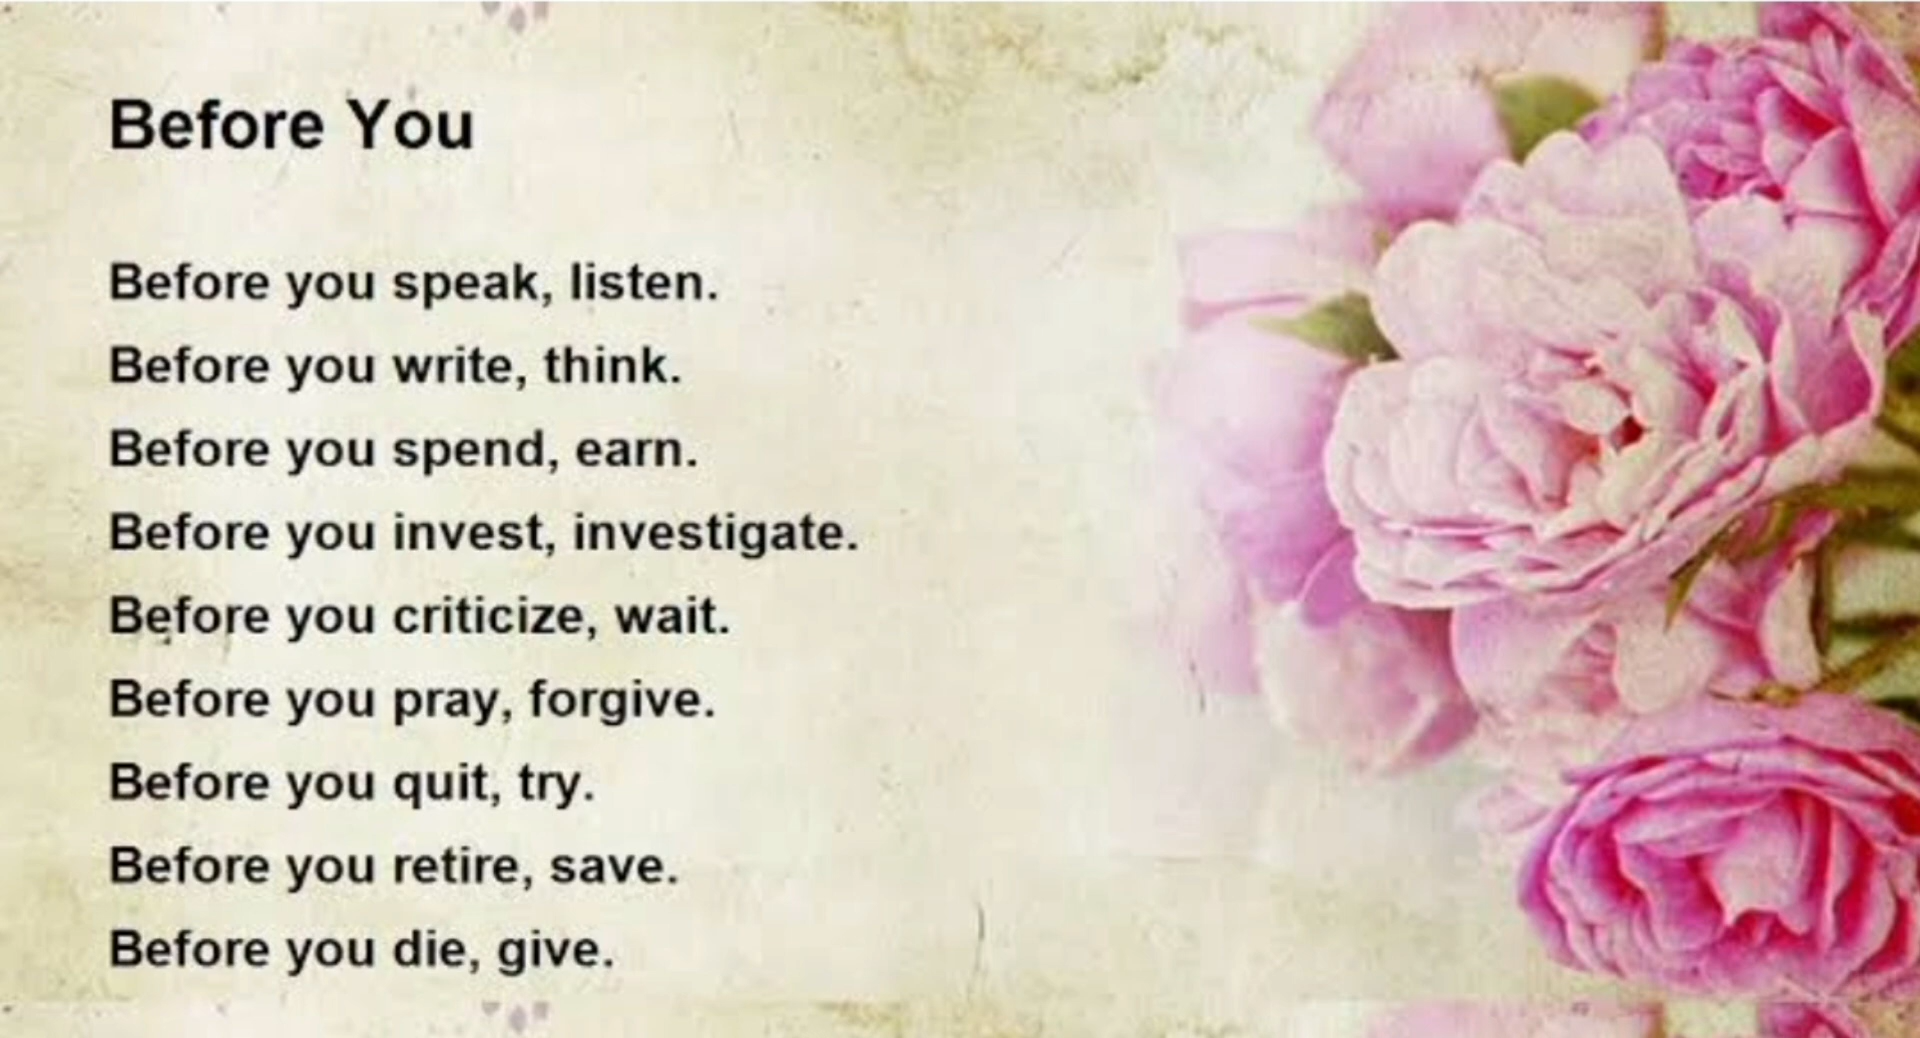 Before You
Before you speak, listen.
Before you write, think.
Before you spend, earn.
Before you invest, investigate.
Before you criticize, wait.
Before you pray, forgive.
Before you quit, try.
Before you retire, save.
Before you die, give.